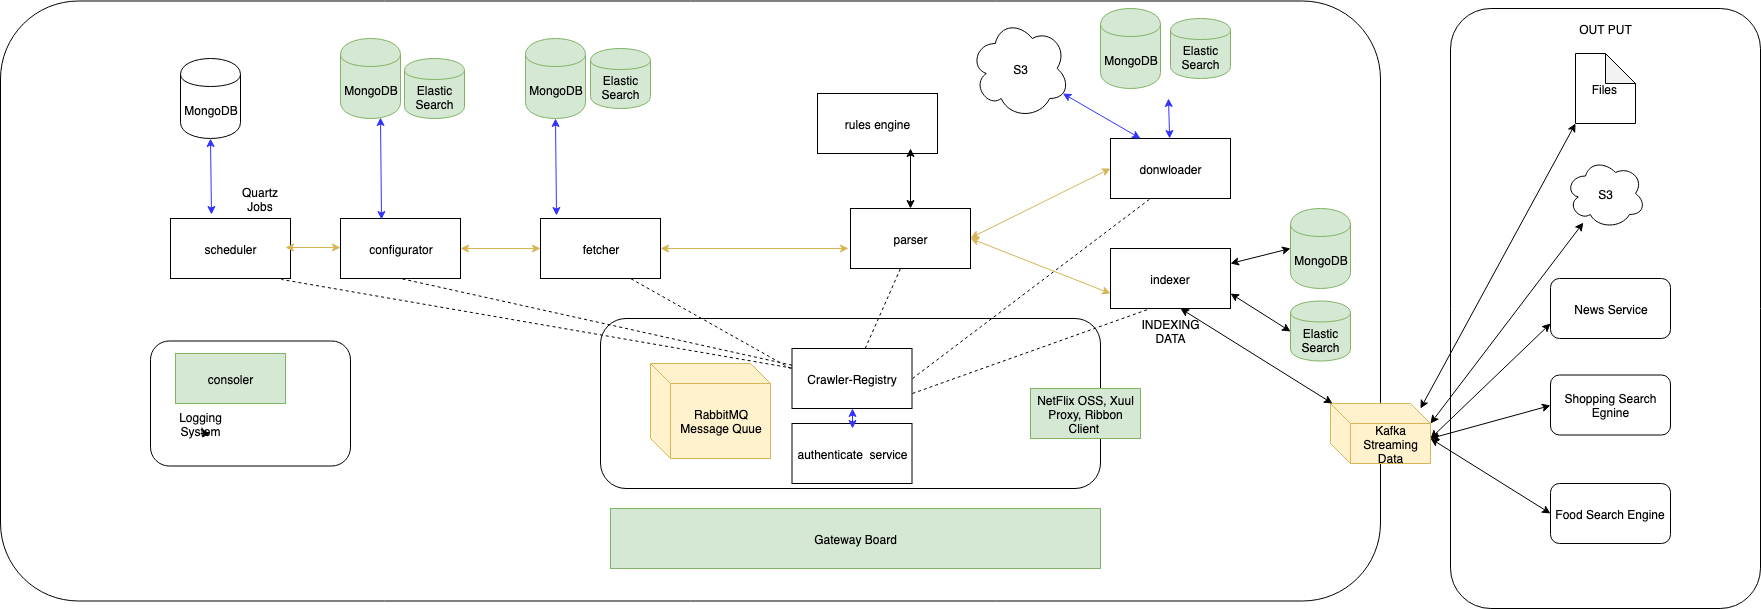 OUT PUT
MongoDB
Elastic
Search
S3
MongoDB
MongoDB
Elastic
Search
MongoDB
Elastic
Search
MongoDB
Files
rules engine
donwloader
Quartz
Jobs
S3
scheduler
configurator
fetcher
parser
indexer
MongoDB
INDEXING
DATA
Elastic
Search
News Service
consoler
Logging
System
Crawler-Registry
RabbitMQ
Message Quue
authenticate service
NetFlix OSS, Xuul
Proxy, Ribbon
Client
Kafka
Streaming
Data
Shopping Search
Egnine
Food Search Engine
Gateway Board